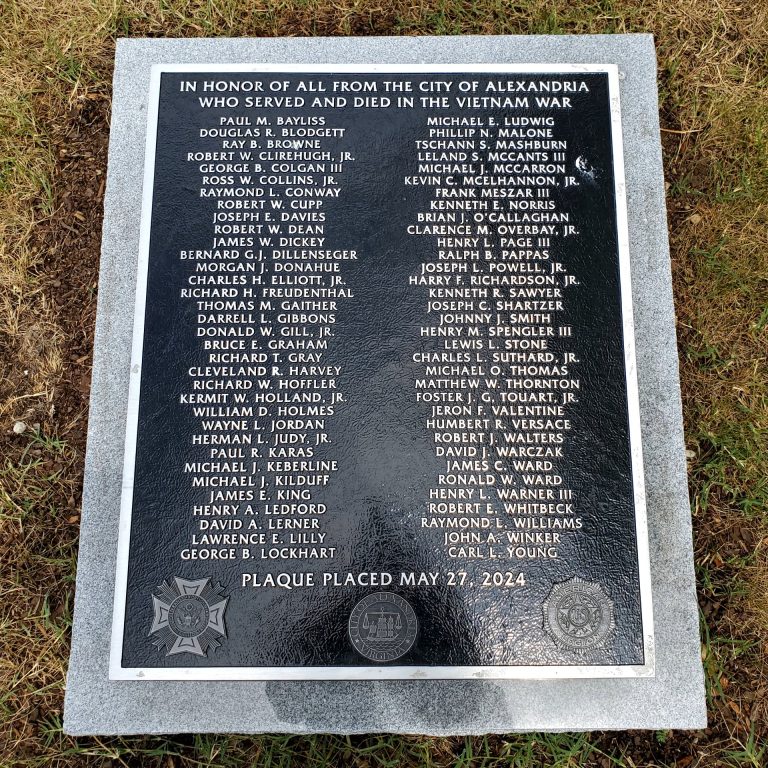 IN HONOR OF ALL FROM THE CITY OF ALEXANDRIA
WHO SERVED AND DIED IN THE VIETNAM WAR
PAUL M. BAYLISS
DOUGLAS R. BLODGETT
RAY B. BROWNE
ROBERT W. CLIREHUGH, JR.
GEORGE B. COLGAN III
ROSS W. COLLINS, JR.
RAYMOND L. CONWAY
ROBERT W. CUPP
JOSEPH E. DAVIES
ROBERT W. DEAN
JAMES W. DICKEY
BERNARD G.J. DILLENSEGER
MORGAN J. DONAHUE
CHARLES H. ELLIOTT, JR.
RICHARD H. FREUDENTHAL
THOMAS M. GAITHER
DARRELL L. GIBBONS
DONALD W. GILL, JR.
BRUCE E. GRAHAM
RICHARD T. GRAY
CLEVELAND R. HARVEY
RICHARD W. HOFFLER
KERMIT W. HOLLAND, JR.
WILLIAM D. HOLMES
WAYNE L. JORDAN
HERMAN L. JUDY, JR.
PAUL R. KARAS
MICHAEL J. KEBERLINE
MICHAEL J. KILDUFF
JAMES E. KING
HENRY A. LEDFORD
DAVID A. LERNER
LAWRENCE E. LILLY
GEORGE B. LOCKHART
MICHAEL E. LUDWIG
PHILLIP N. MALONE
TSCHANN S. MASHBURN
LELAND S. MCCANTS III
MICHAEL J. MCCARRON
KEVIN C. MCELHANNON, JR.
FRANK MESZAR III
KENNETH E. NORRIS
BRIAN J. O'CALLAGHAN
CLARENCE M. OVERBAY, JR.
HENRY L. PAGE III
RALPH B. PAPPAS
JOSEPH L. POWELL, JR.
HARRY F. RICHARDSON, JR.
KENNETH R. SAWYER
JOSEPH C. SHARTZER
JOHNNY J. SMITH
HENRY M. SPENGLER III
LEWIS L. STONE
CHARLES L. SUTHARD, JR.
MICHAEL O. THOMAS
MATTHEW W. THORNTON
FOSTER J. G. TOUART, JR.
JERON F. VALENTINE
HUMBERT R. VERSACE
ROBERT J. WALTERS
DAVID J. WARCZAK
JAMES C. WARD
RONALD W. WARD
HENRY L. WARNER III
ROBERT E. WHITBECK
RAYMOND L. WILLIAMS
JOHN A. WINKER
CARL L. YOUNG
PLAQUE PLACED MAY 27, 2024